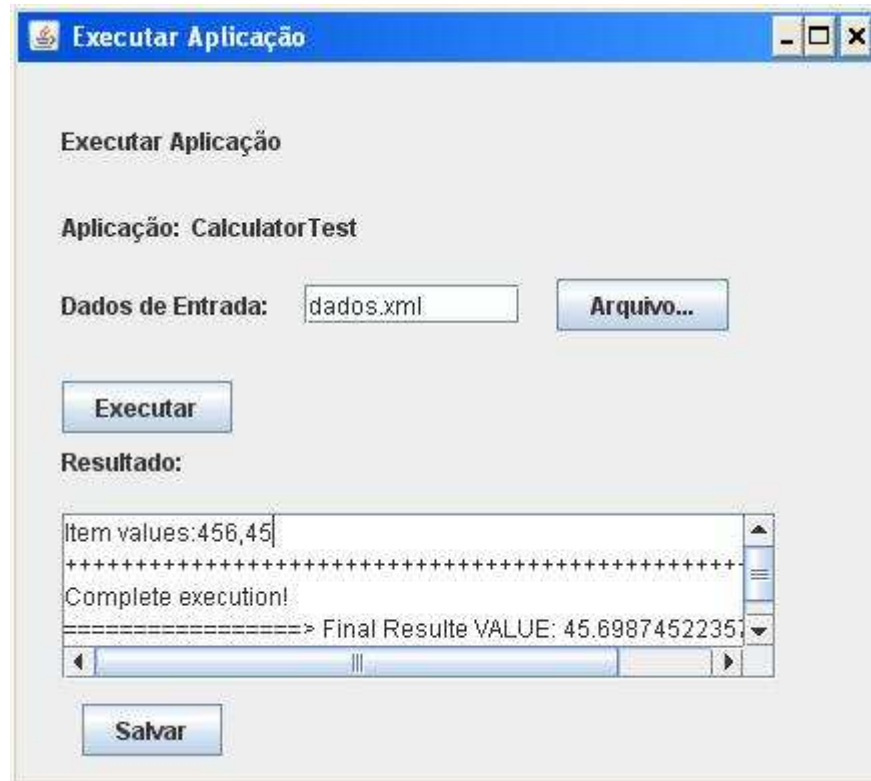 Executar Aplicação
Executar Aplicação
Aplicação: CalculatorTest
Dados de Entrada: dados.xml Arquivo...
Executar
Resultado:
Item values:456,45
++++++++++++++++++++++++++++++++++++++++++++++++
Complete execution!
=================> Final Resulte VALUE: 45.69874522357
Salvar